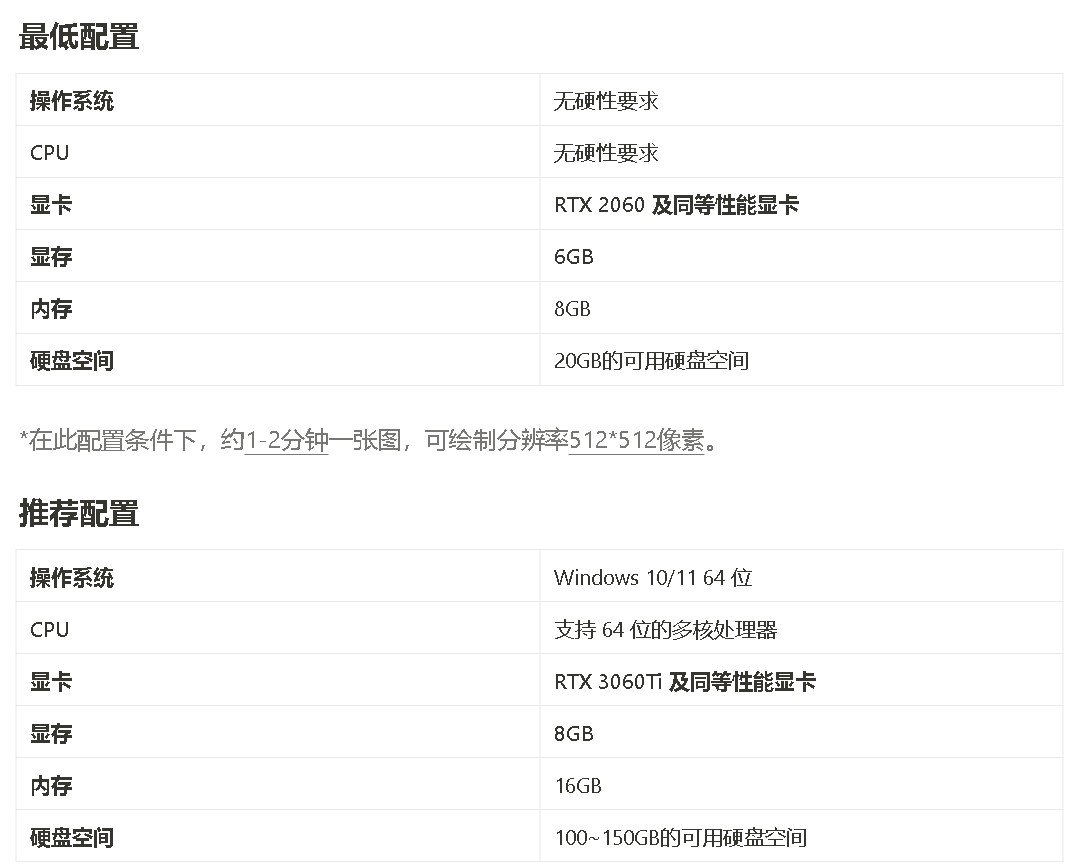 最低配置
操作系统 无硬性要求
CPU 无硬性要求
显卡 RTX 2060 及同等性能显卡
显存 6GB
内存 8GB
硬盘空间 20GB的可用硬盘空间
*在此配置条件下，约1-2分钟一张图，可绘制分辨率512*512像素。
推荐配置
操作系统 Windows 10/11 64 位
CPU 支持 64 位的多核处理器
显卡 RTX 3060Ti 及同等性能显卡
显存 8GB
内存 16GB
硬盘空间 100~150GB的可用硬盘空间